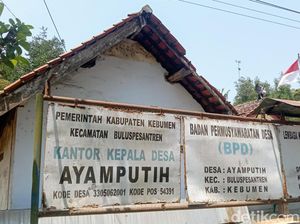 PEMERINTAH KABUPATEN KEBUMEN
KECAMATAN BULUSPESANTREN
KANTOR KEPALA DESA
AYAMPUTIH
KODE DESA 3305062001 KODE POS 54391
BADAN PERMUSYAWARATAN DESA
(BPD)
DESA : AYAMPUTIH
KEC. : BULUSPESANTREN
KAB. : KEBUMEN
LEMBAGA
detikcom